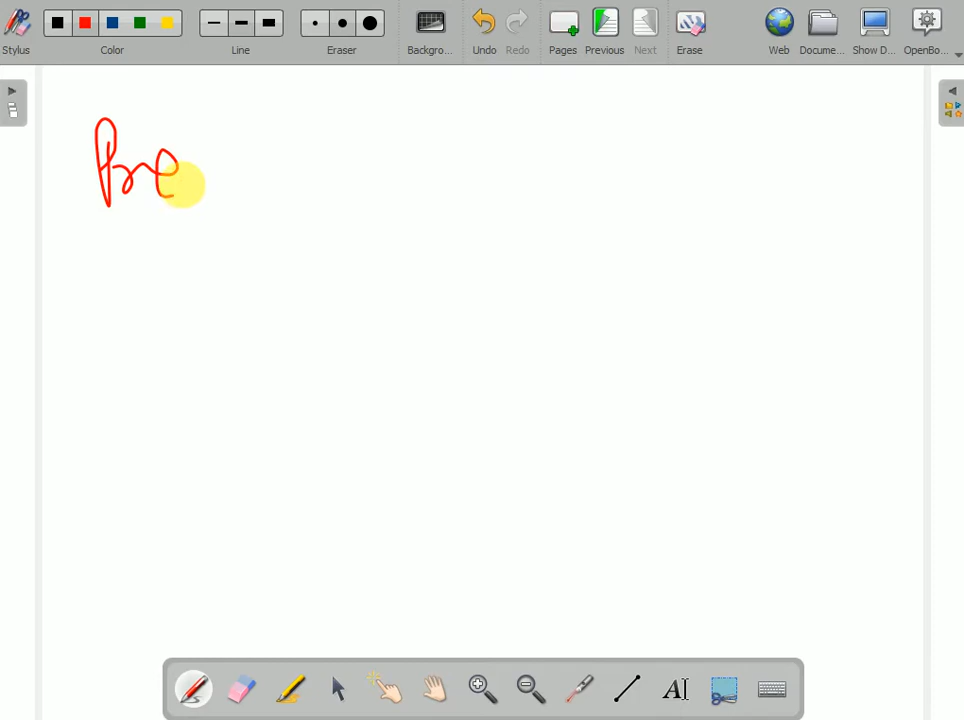 Stylus
Color
Line
Eraser
Backgro...
Undo
Redo
Pages
Previous
Next
Erase
Web
Docume...
Show D...
OpenBo...
Pre